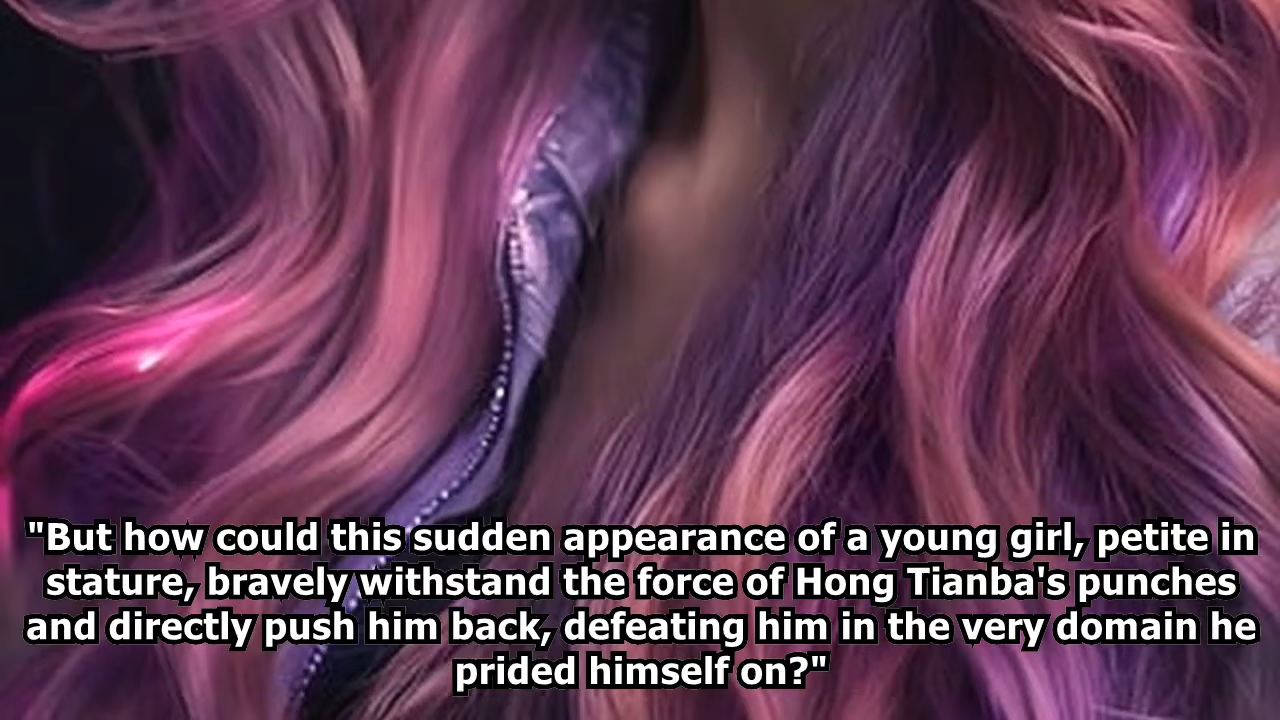 "But how could this sudden appearance of a young girl, petite in
stature, bravely withstand the force of Hong Tianba's punches
and directly push him back, defeating him in the very domain he
prided himself on?"